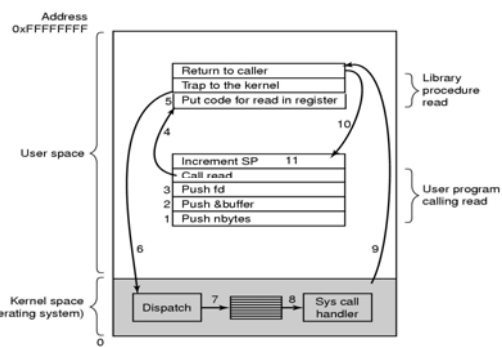 Address
0xFFFFFFFF
Return to caller
Trap to the kernel
5 Put code for read in register
Library
procedure
read
4
10
User space
Increment SP 11
Call read
3 Push fd
2 Push &buffer
1 Push nbytes
User program
calling read
6
9
Kernel space
erating system)
Dispatch
7
8
Sys call
handler
0